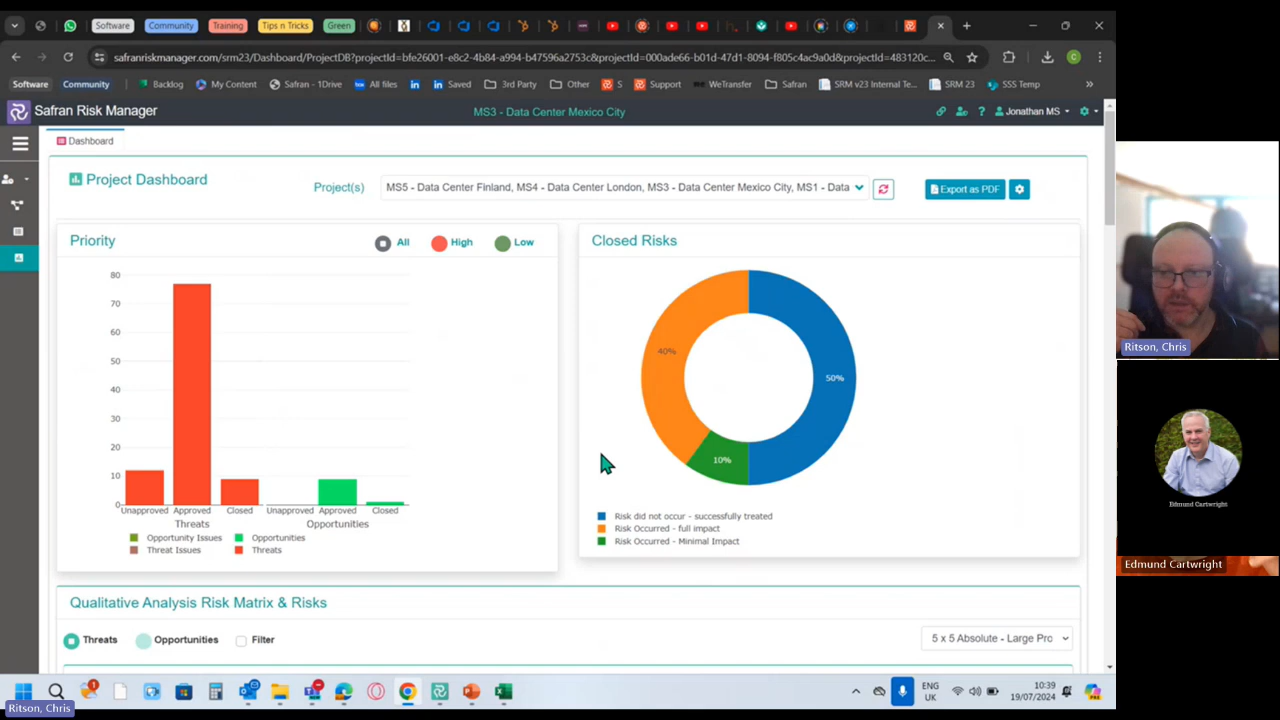 Software Community Training Tips n Tricks Green
safranriskmanager.com/srm23/Dashboard/ProjectDB?projectId=bfe26001-e8c2-4b84-a994-b47596a2753c&projectId=000ade66-b01d-47d1-8094-f805c4ac9a0d&projectId=483120c...
Software Community Backlog My Content Safran - 1Drive All files Saved 3rd Party Other S Support WeTransfer Safran SRM v23 Internal Te... SRM 23 SSS Temp
Safran Risk Manager
MS3 - Data Center Mexico City
Jonathan MS
Dashboard
Project Dashboard
Project(s)
MS5 - Data Center Finland, MS4 - Data Center London, MS3 - Data Center Mexico City, MS1 - Data
Export as PDF
Priority
All High Low
Closed Risks
80
70
60
50
40
30
20
10
0
Unapproved Approved Closed Unapproved Approved Closed
Threats Opportunities
Opportunity Issues Opportunities
Threat Issues Threats
40%
50%
10%
Risk did not occur - successfully treated
Risk Occurred - full impact
Risk Occurred - Minimal Impact
Qualitative Analysis Risk Matrix & Risks
Threats Opportunities Filter
5 x 5 Absolute - Large Pro
ENG
UK
10:39
19/07/2024
Ritson, Chris
Ritson, Chris
Edmund Cartwright
Edmund Cartwright